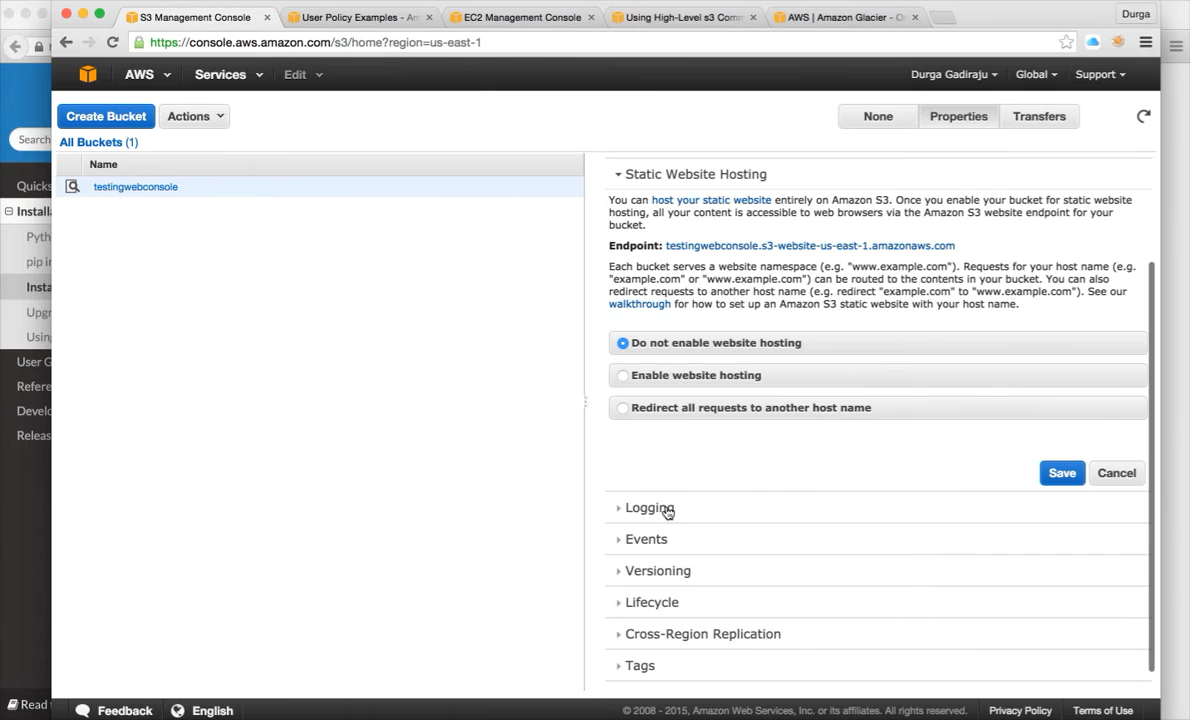 S3 Management Console
User Policy Examples - Am
EC2 Management Console
Using High-Level s3 Com
AWS | Amazon Glacier - O
Durga
https://console.aws.amazon.com/s3/home?region=us-east-1
AWS
Services
Edit
Durga Gadiraju
Global
Support
Create Bucket
Actions
None
Properties
Transfers
All Buckets (1)
Name
testingwebconsole
Search
Quicks
Installa
Pyth
pip in
Insta
Upgr
Using
User G
Refere
Develo
Releas
Read t
Static Website Hosting
You can host your static website entirely on Amazon S3. Once you enable your bucket for static website
hosting, all your content is accessible to web browsers via the Amazon S3 website endpoint for your
bucket.
Endpoint: testingwebconsole.s3-website-us-east-1.amazonaws.com
Each bucket serves a website namespace (e.g. "www.example.com"). Requests for your host name (e.g.
"example.com" or "www.example.com") can be routed to the contents in your bucket. You can also
redirect requests to another host name (e.g. redirect "example.com" to "www.example.com"). See our
walkthrough for how to set up an Amazon S3 static website with your host name.
Do not enable website hosting
Enable website hosting
Redirect all requests to another host name
Save
Cancel
Logging
Events
Versioning
Lifecycle
Cross-Region Replication
Tags
Feedback
English
© 2008 - 2015, Amazon Web Services, Inc. or its affiliates. All rights reserved.
Privacy Policy
Terms of Use